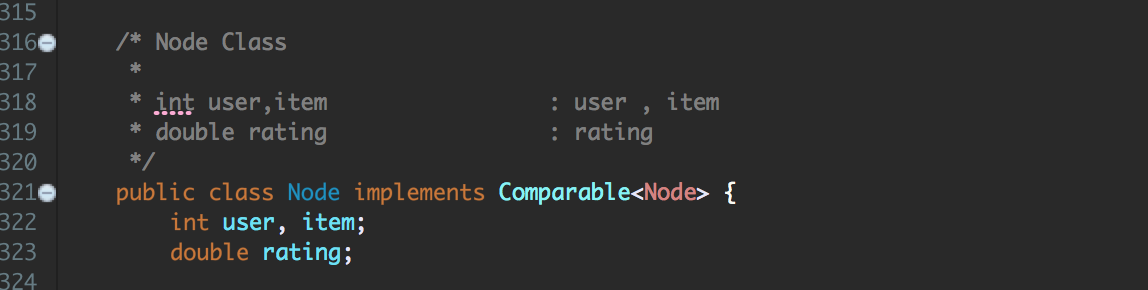 315
316 /* Node Class
317 *
318 * int user,item : user , item
319 * double rating : rating
320 */
321 public class Node implements Comparable<Node> {
322 int user, item;
323 double rating;
324